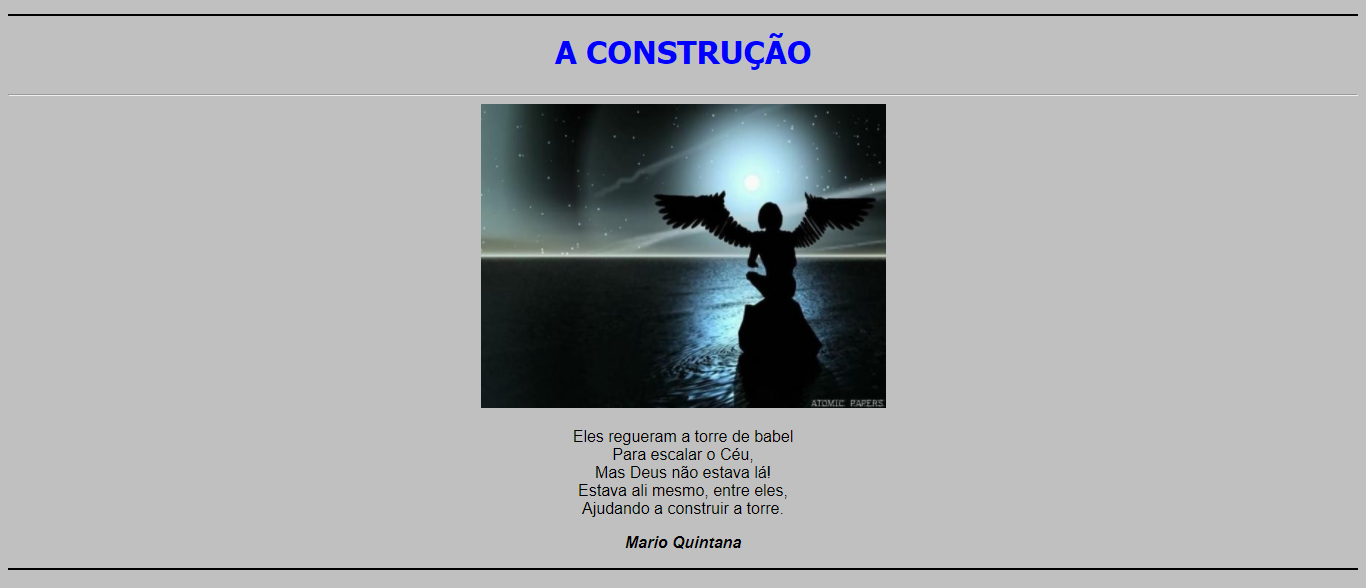 A CONSTRUÇÃO
ATOMIC PAPERS
Eles regueram a torre de babel
Para escalar o Céu,
Mas Deus não estava lá!
Estava ali mesmo, entre eles,
Ajudando a construir a torre.
Mario Quintana